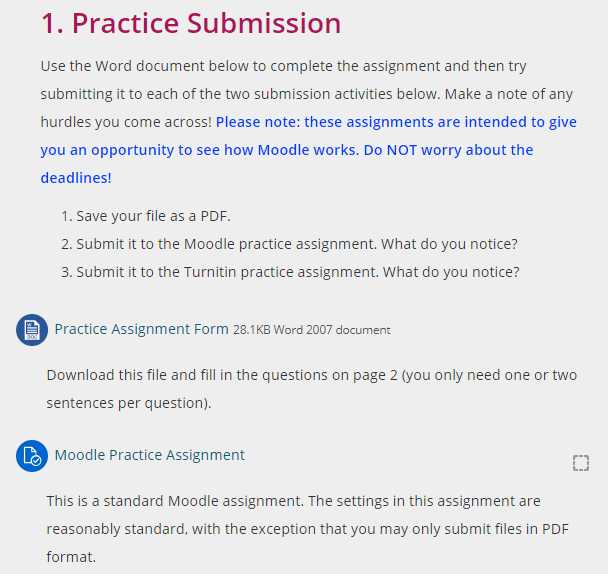 1. Practice Submission
Use the Word document below to complete the assignment and then try
submitting it to each of the two submission activities below. Make a note of any
hurdles you come across! Please note: these assignments are intended to give
you an opportunity to see how Moodle works. Do NOT worry about the
deadlines!
1. Save your file as a PDF.
2. Submit it to the Moodle practice assignment. What do you notice?
3. Submit it to the Turnitin practice assignment. What do you notice?
DOC
Practice Assignment Form 28.1KB Word 2007 document
Download this file and fill in the questions on page 2 (you only need one or two
sentences per question).
Moodle Practice Assignment
This is a standard Moodle assignment. The settings in this assignment are
reasonably standard, with the exception that you may only submit files in PDF
format.